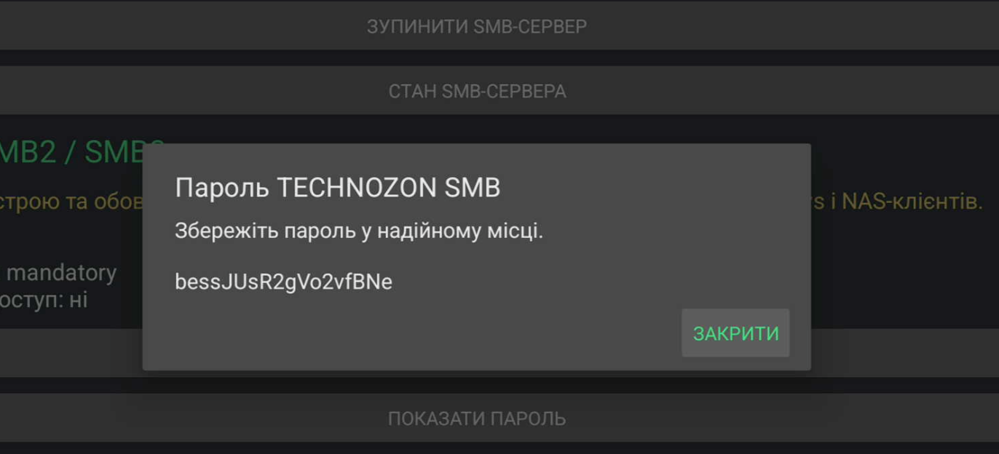 ЗУПИНИТИ SMB-СЕРВЕР
СТАН SMB-СЕРВЕРА
MB2 / SMB
строю та обов
s і NAS-клієнтів.
Пароль TECHNOZON SMB
Збережіть пароль у надійному місці.
mandatory
оступ: ні
bessJUsR2gVo2vfBNe
ЗАКРИТИ
ПОКАЗАТИ ПАРОЛЬ